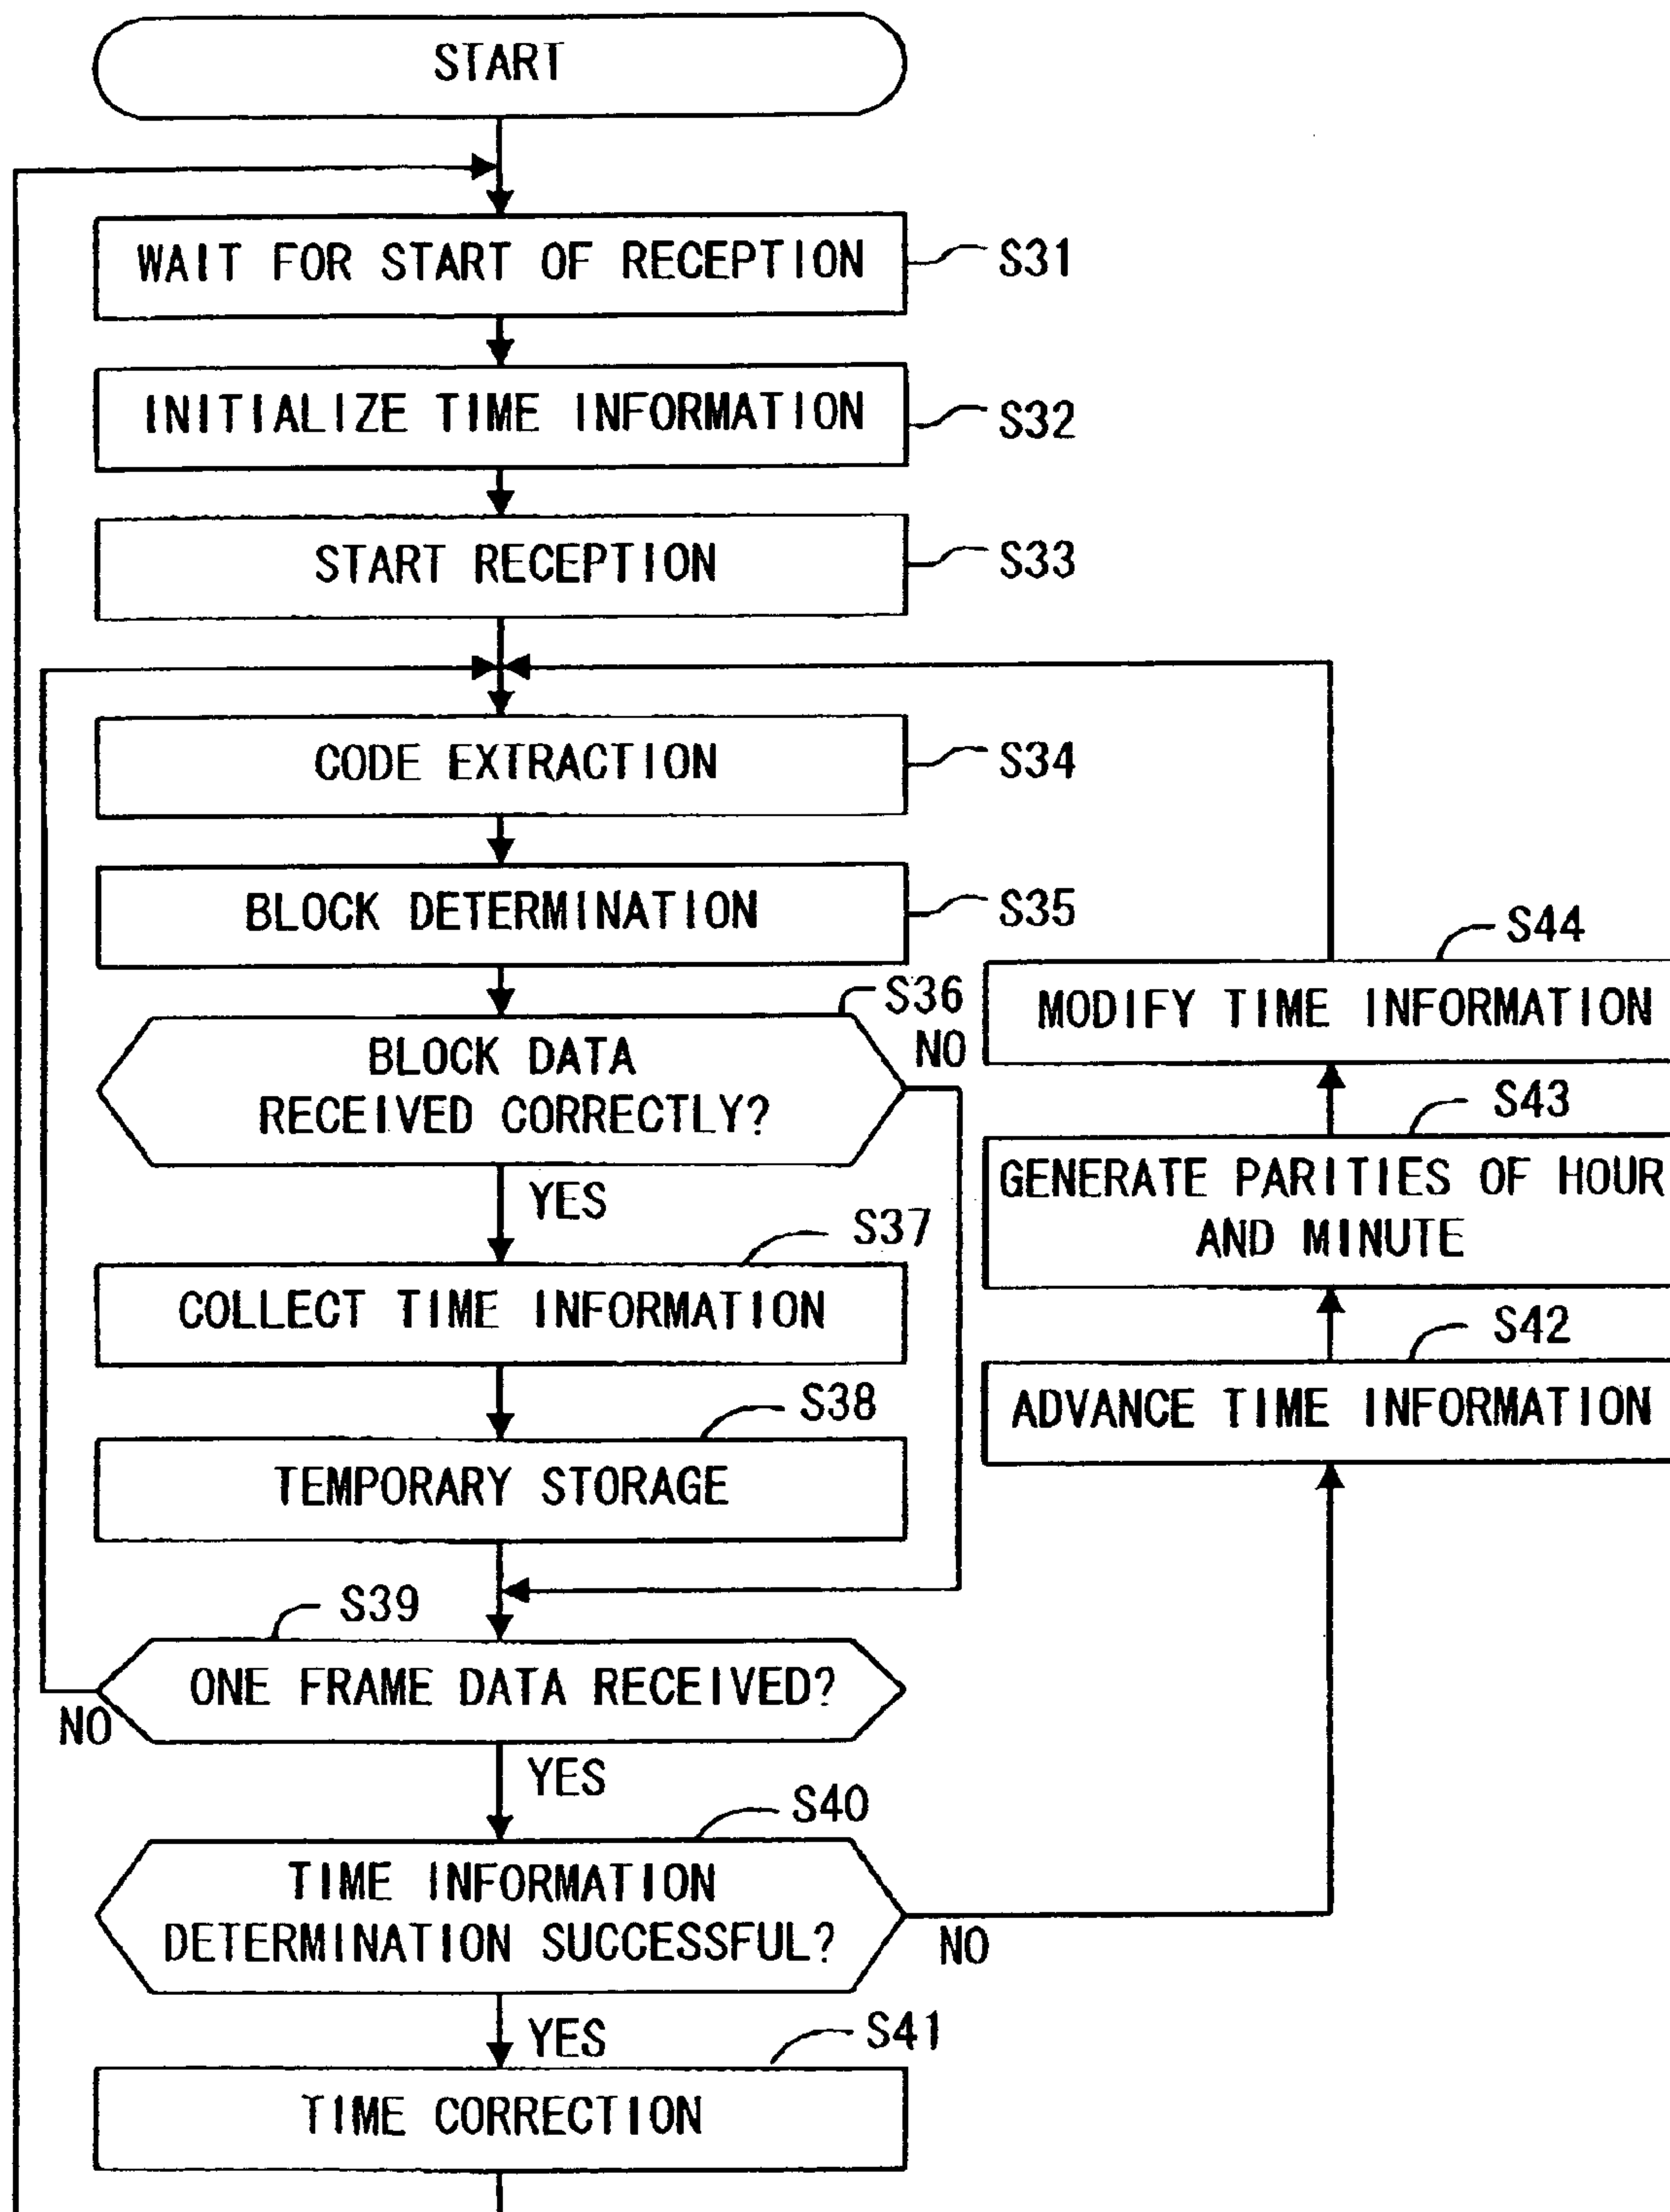 START
WAIT FOR START OF RECEPTION
S31
INITIALIZE TIME INFORMATION
S32
START RECEPTION
S33
CODE EXTRACTION
S34
BLOCK DETERMINATION
S35
S36
BLOCK DATA
RECEIVED CORRECTLY?
NO
YES
S37
COLLECT TIME INFORMATION
S38
TEMPORARY STORAGE
S39
ONE FRAME DATA RECEIVED?
NO
YES
S40
TIME INFORMATION
DETERMINATION SUCCESSFUL?
NO
YES
S41
TIME CORRECTION
S44
MODIFY TIME INFORMATION
S43
GENERATE PARITIES OF HOUR
AND MINUTE
S42
ADVANCE TIME INFORMATION